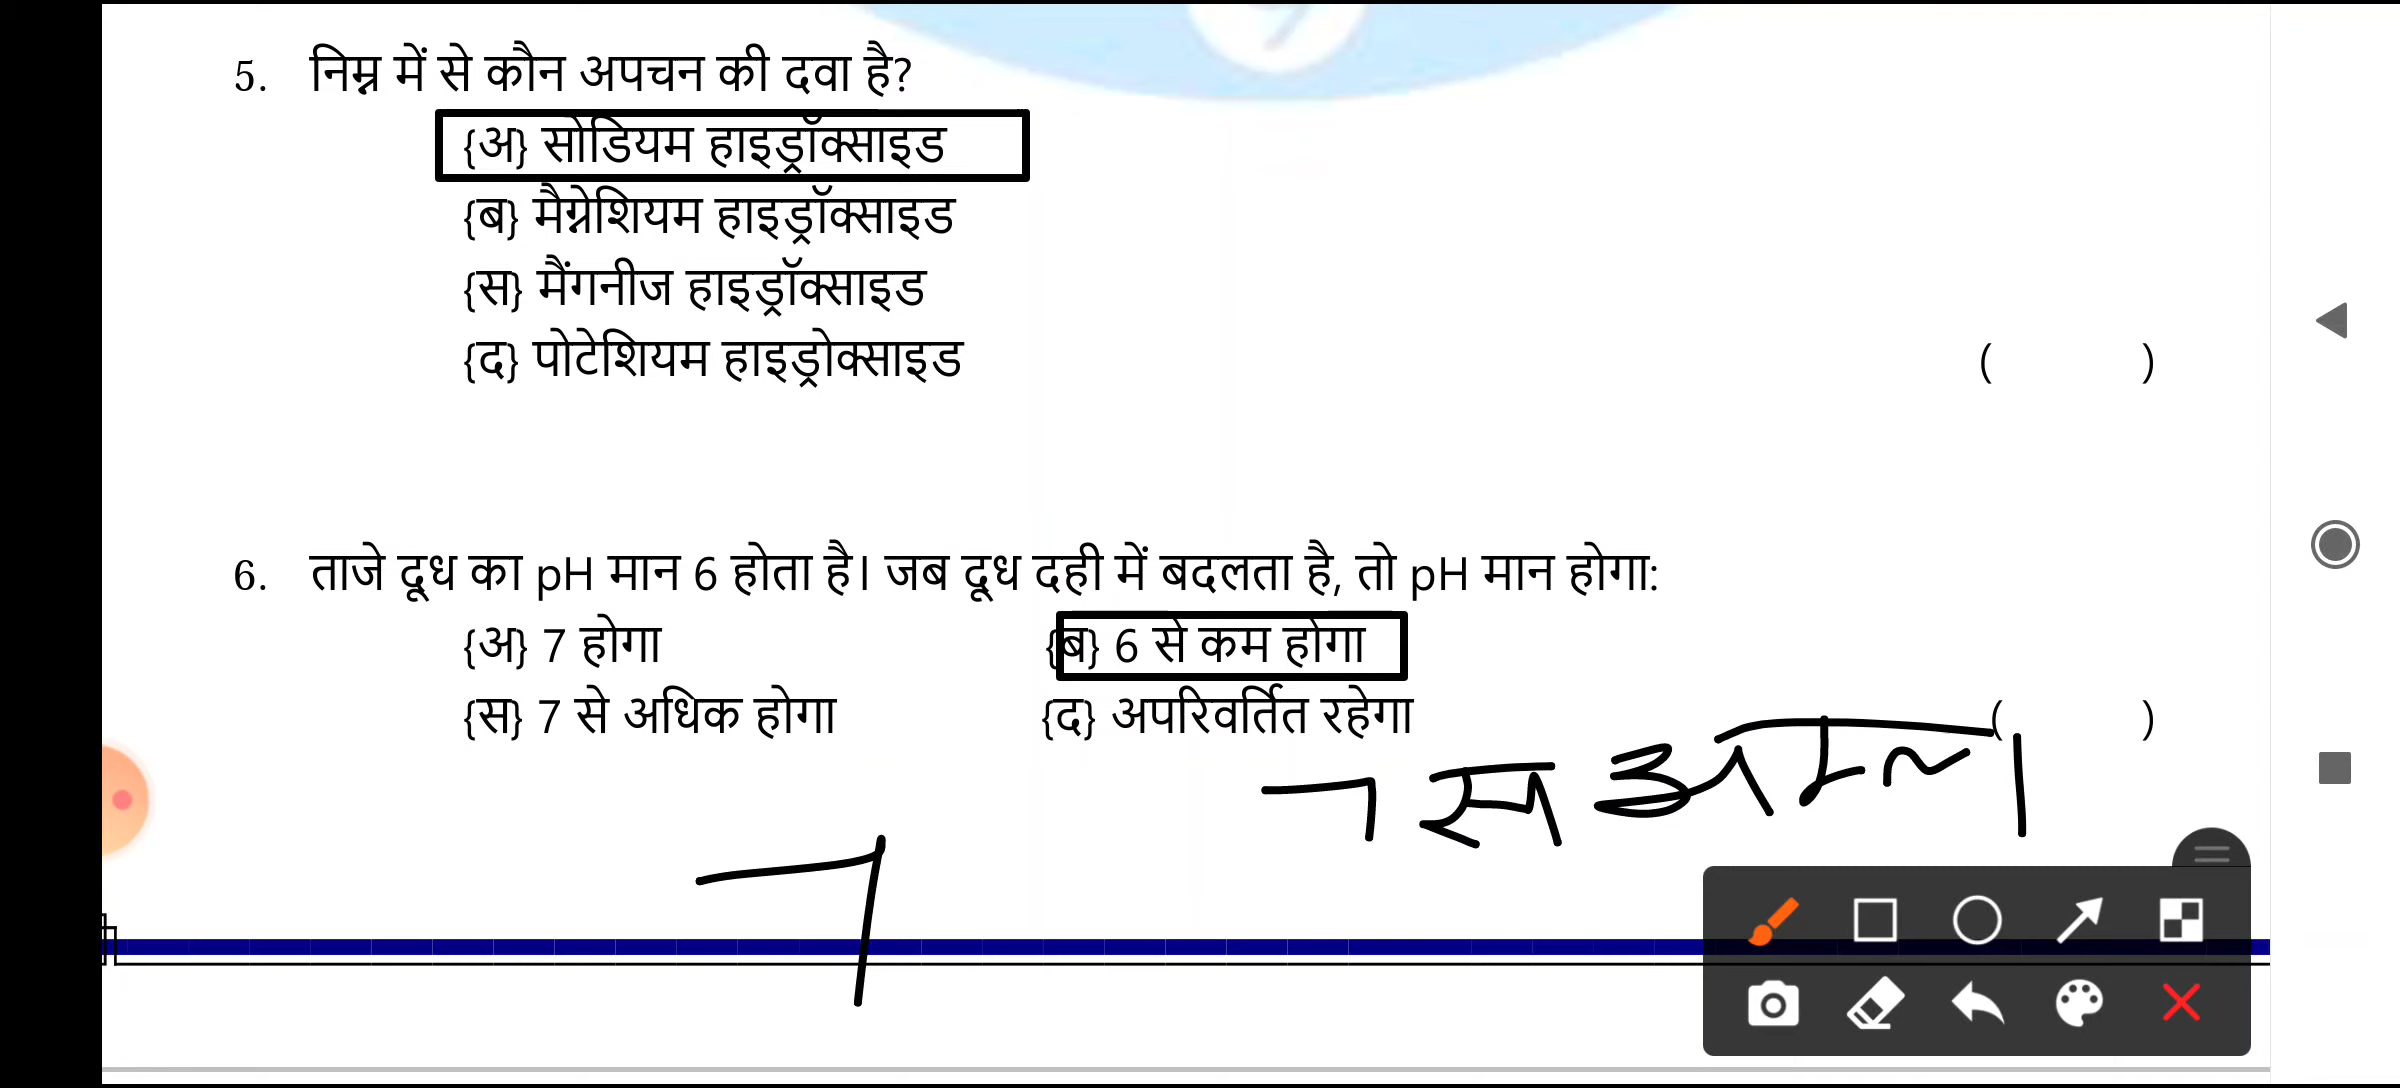 5. निम्न में से कौन अपचन की दवा है?
{अ} सोडियम हाइड्रॉक्साइड
{ब} मैग्नेशियम हाइड्रॉक्साइड
{स} मैंगनीज हाइड्रॉक्साइड
{द} पोटेशियम हाइड्रोक्साइड ( )
6. ताजे दूध का pH मान 6 होता है। जब दूध दही में बदलता है, तो pH मान होगा:
{अ} 7 होगा {ब} 6 से कम होगा
{स} 7 से अधिक होगा {द} अपरिवर्तित रहेगा ( )
7 स
7